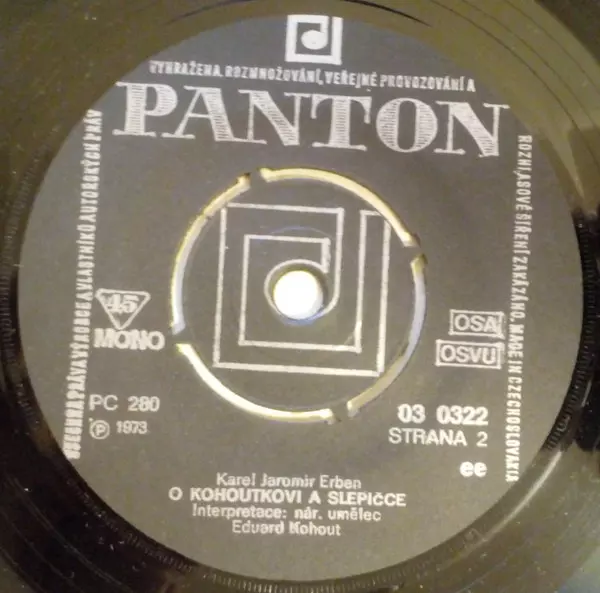 VYHRAŽENA. ROZMNOŽOVÁNÍ, VEŘEJNÉ PROVOZOVÁNÍ A
PANTON
VŠECHNA PRÁVA VÝROBCE A VLASTNÍKŮ AUTORSKÝCH PRÁV
ROZHLASOVÉ ŠÍŘENÍ ZAKÁZÁNO. MADE IN CZECHOSLOVAKIA
45
MONO
OSA
OSVU
PC 280
℗ 1973
03 0322
STRANA 2
ee
Karel Jaromír Erben
O KOHOUTKOVI A SLEPIČCE
Interpretace: nár. umělec
Eduard Kohout